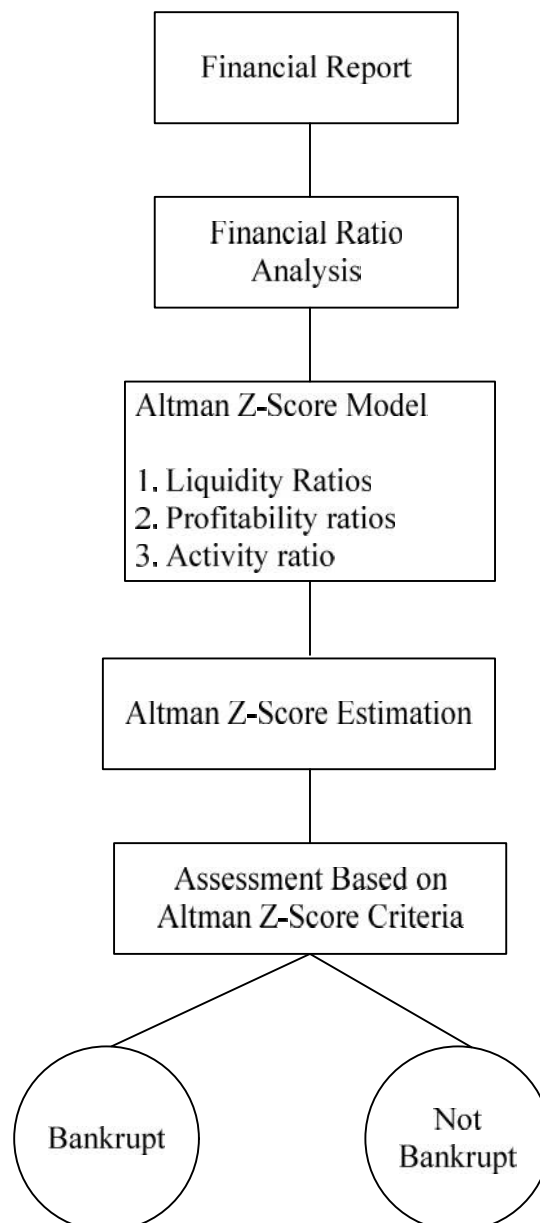 Financial Report
Financial Ratio
Analysis
Altman Z-Score Model
1. Liquidity Ratios
2. Profitability ratios
3. Activity ratio
Altman Z-Score Estimation
Assessment Based on
Altman Z-Score Criteria
Bankrupt
Not
Bankrupt